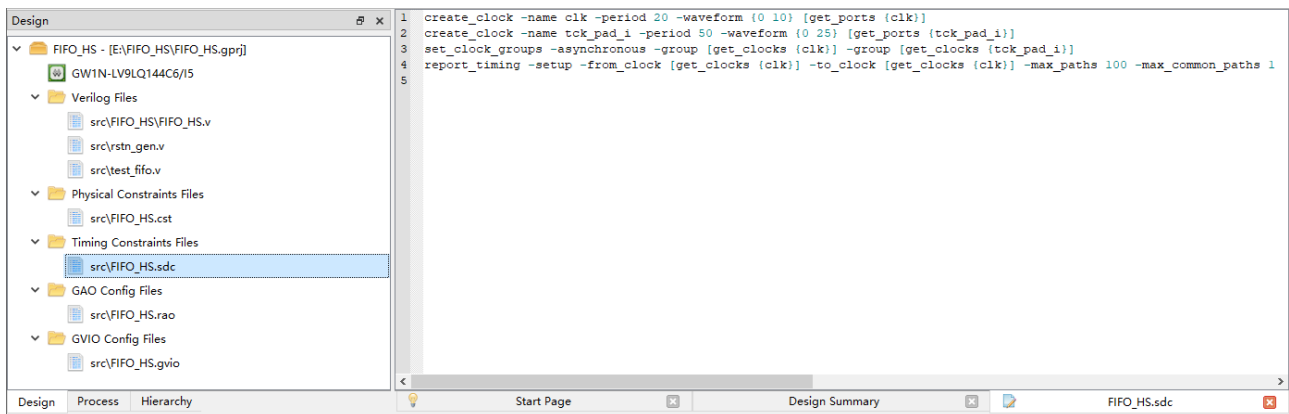 Design
FIFO_HS - [E:\FIFO_HS\FIFO_HS.gprj]
GW1N-LV9LQ144C6/I5
Verilog Files
src\FIFO_HS\FIFO_HS.v
src\rstn_gen.v
src\test_fifo.v
Physical Constraints Files
src\FIFO_HS.cst
Timing Constraints Files
src\FIFO_HS.sdc
GAO Config Files
src\FIFO_HS.rao
GVIO Config Files
src\FIFO_HS.gvio
Design Process Hierarchy
1 create_clock -name clk -period 20 -waveform {0 10} [get_ports {clk}]
2 create_clock -name tck_pad_i -period 50 -waveform {0 25} [get_ports {tck_pad_i}]
3 set_clock_groups -asynchronous -group [get_clocks {clk}] -group [get_clocks {tck_pad_i}]
4 report_timing -setup -from_clock [get_clocks {clk}] -to_clock [get_clocks {clk}] -max_paths 100 -max_common_paths 1
5
Start Page Design Summary FIFO_HS.sdc